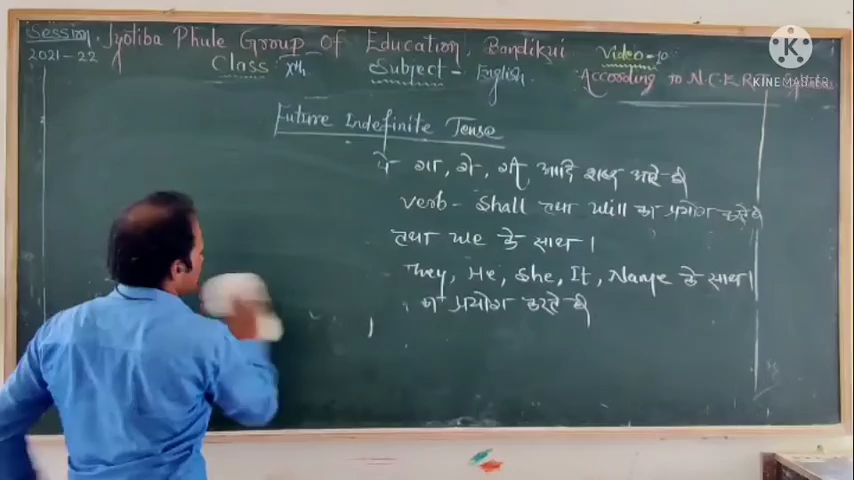 Session. Jyotiba Phule Group Of Education, Bandikui
2021-22
Class Xth Subject - English.
Video-10
According to N.C.E.R.T
KINEMASTER
Future Indefinite Tense
गा, गे, गी, आदि शब्द आते है
verb - Shall तथा will का प्रयोग करते
तथा We के साथ।
They, He, She, It, Name के साथ।
का प्रयोग करते है